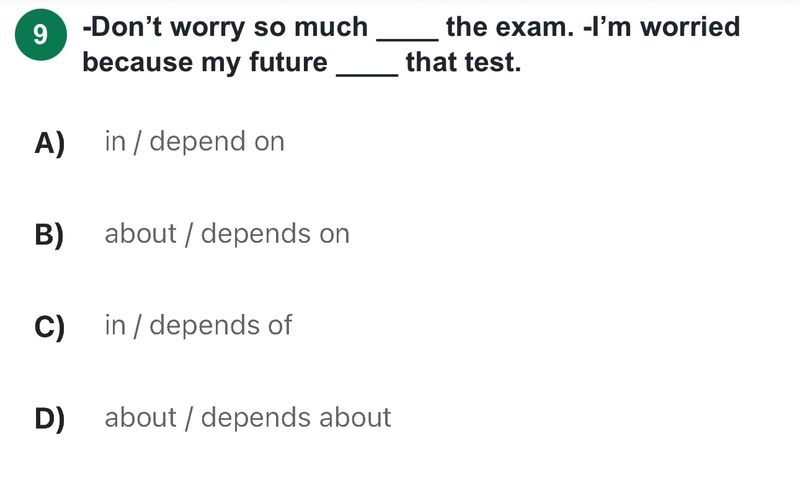 9 -Don’t worry so much ____ the exam. -I’m worried
because my future ____ that test.
A) in / depend on
B) about / depends on
C) in / depends of
D) about / depends about